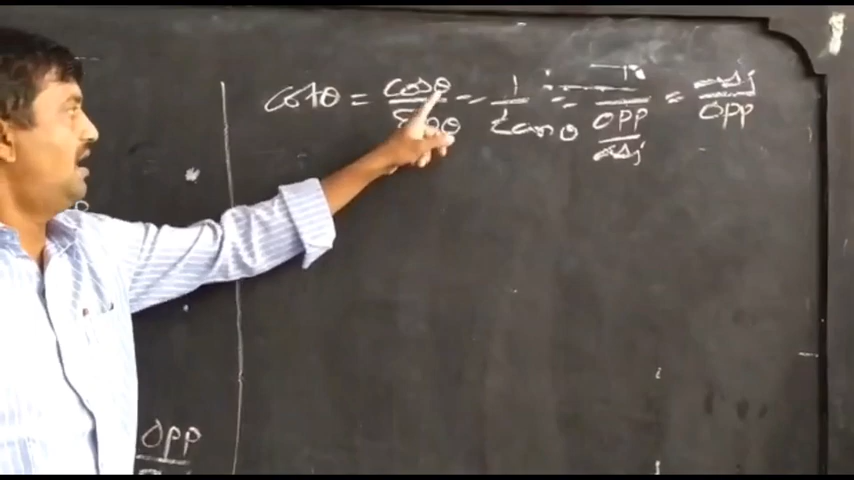 cotθ = cosθ/sinθ = 1/tanθ = 1/(opp/adj) = adj/opp
opp